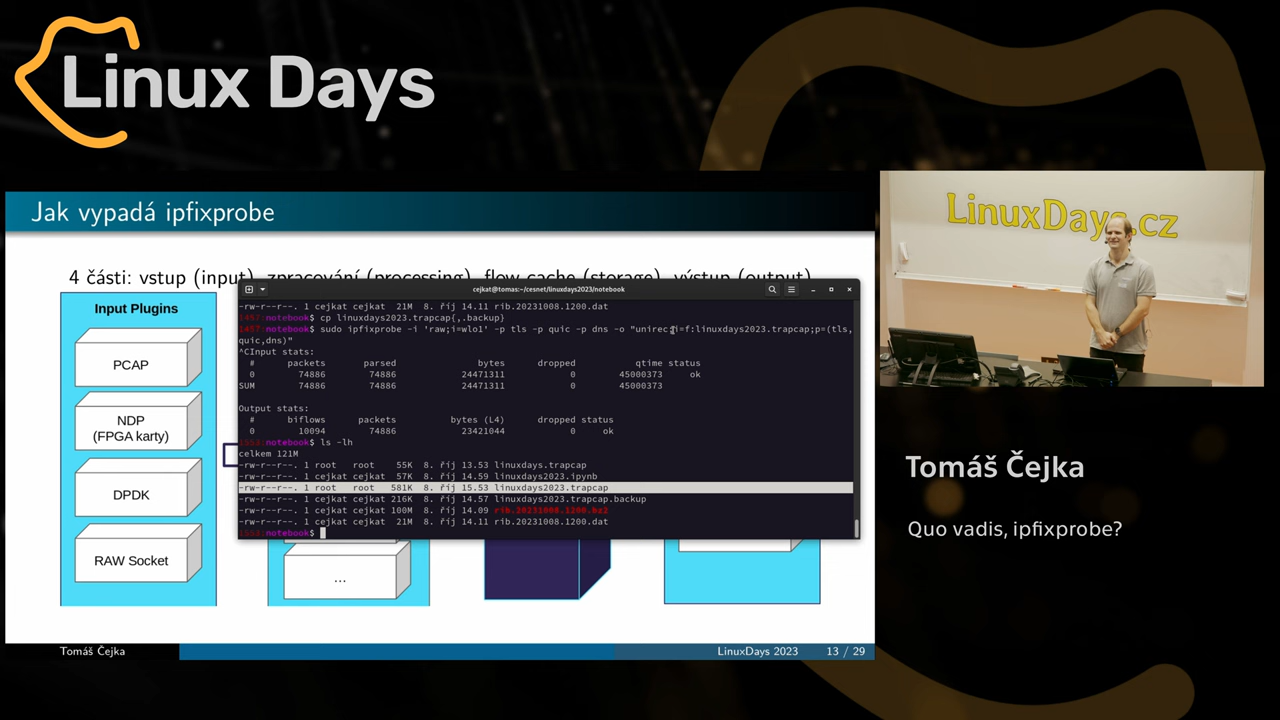 Linux Days
Jak vypadá ipfixprobe
4 části: vstup (input), zpracování (processing), flow cache (storage), výstup (output)
Input Plugins
PCAP
NDP
(FPGA karty)
DPDK
RAW Socket
...
cejkat@tomas:~/cesnet/linuxdays2023/notebook
-rw-r--r--. 1 cejkat cejkat  21M  8. říj 14.11 rib.20231008.1200.dat
1457:notebook$ cp linuxdays2023.trapcap{,.backup}
1457:notebook$ sudo ipfixprobe -i 'raw;i=wlo1' -p tls -p quic -p dns -o "unirec;i=f:linuxdays2023.trapcap;p=(tls,
quic,dns)"
^CInput stats:
# packets parsed bytes dropped qtime status
0 74886 74886 24471311 0 45000373 ok
SUM 74886 74886 24471311 0 45000373
Output stats:
# biflows packets bytes (L4) dropped status
0 10094 74886 23421044 0 ok
1553:notebook$ ls -lh
celkem 121M
-rw-r--r--. 1 root   root    55K  8. říj 13.53 linuxdays.trapcap
-rw-r--r--. 1 cejkat cejkat  57K  8. říj 14.59 linuxdays2023.ipynb
-rw-r--r--. 1 root   root   581K  8. říj 15.53 linuxdays2023.trapcap
-rw-r--r--. 1 cejkat cejkat 216K  8. říj 14.57 linuxdays2023.trapcap.backup
-rw-r--r--. 1 cejkat cejkat 100M  8. říj 14.09 rib.20231008.1200.bz2
-rw-r--r--. 1 cejkat cejkat  21M  8. říj 14.11 rib.20231008.1200.dat
1553:notebook$
Tomáš Čejka
LinuxDays 2023
13 / 29
LinuxDays.cz
Tomáš Čejka
Quo vadis, ipfixprobe?